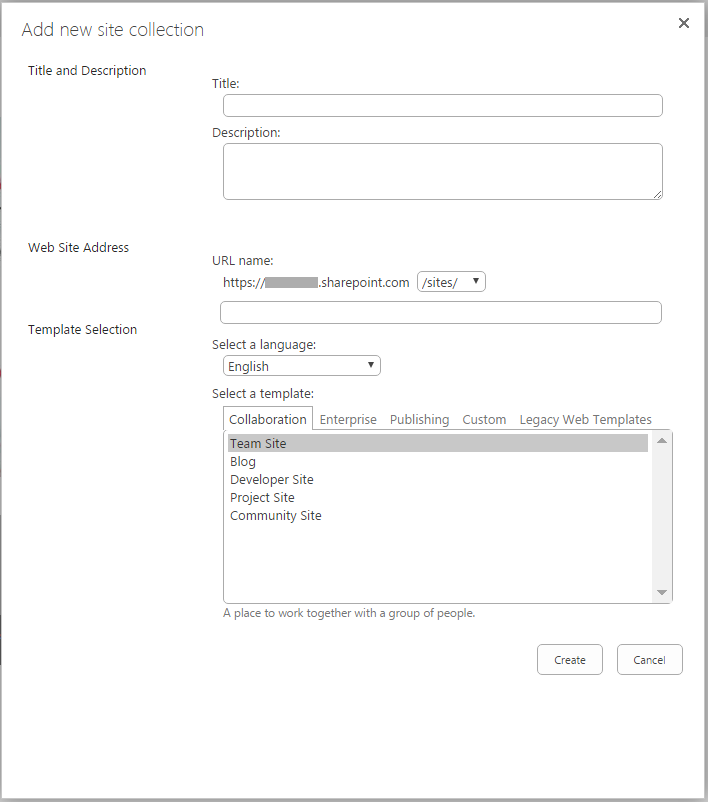 Add new site collection
Title and Description
Title:
Description:
Web Site Address
URL name:
https:// .sharepoint.com /sites/
Template Selection
Select a language:
English
Select a template:
Collaboration Enterprise Publishing Custom Legacy Web Templates
Team Site
Blog
Developer Site
Project Site
Community Site
A place to work together with a group of people.
Create Cancel